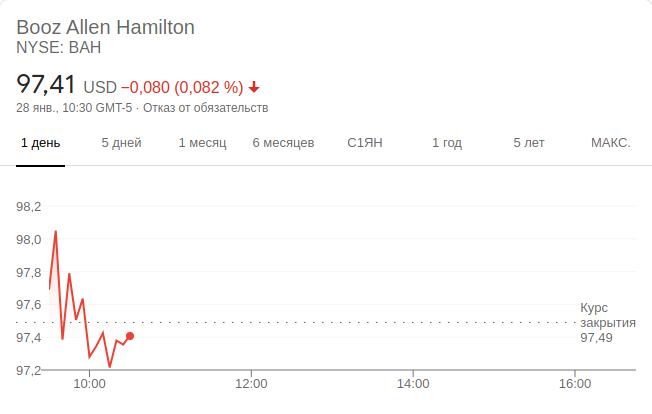 Booz Allen Hamilton
NYSE: BAH
97,41 USD −0,080 (0,082 %)
28 янв., 10:30 GMT-5 · Отказ от обязательств
1 день 5 дней 1 месяц 6 месяцев С1ЯН 1 год 5 лет МАКС.
98,2
98,0
97,8
97,6
97,4
97,2
Курс
закрытия
97,49
10:00 12:00 14:00 16:00